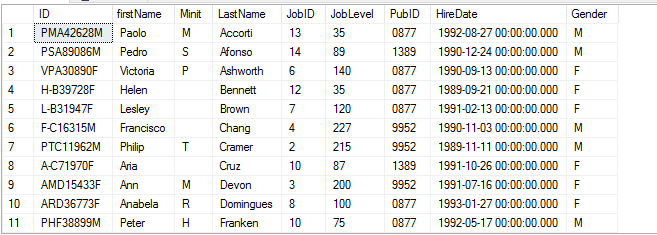 ID firstName Minit LastName JobID JobLevel PubID HireDate Gender
1 PMA42628M Paolo M Accorti 13 35 0877 1992-08-27 00:00:00.000 M
2 PSA89086M Pedro S Afonso 14 89 1389 1990-12-24 00:00:00.000 M
3 VPA30890F Victoria P Ashworth 6 140 0877 1990-09-13 00:00:00.000 F
4 H-B39728F Helen Bennett 12 35 0877 1989-09-21 00:00:00.000 F
5 L-B31947F Lesley Brown 7 120 0877 1991-02-13 00:00:00.000 F
6 F-C16315M Francisco Chang 4 227 9952 1990-11-03 00:00:00.000 M
7 PTC11962M Philip T Cramer 2 215 9952 1989-11-11 00:00:00.000 M
8 A-C71970F Aria Cruz 10 87 1389 1991-10-26 00:00:00.000 F
9 AMD15433F Ann M Devon 3 200 9952 1991-07-16 00:00:00.000 F
10 ARD36773F Anabela R Domingues 8 100 0877 1993-01-27 00:00:00.000 F
11 PHF38899M Peter H Franken 10 75 0877 1992-05-17 00:00:00.000 M